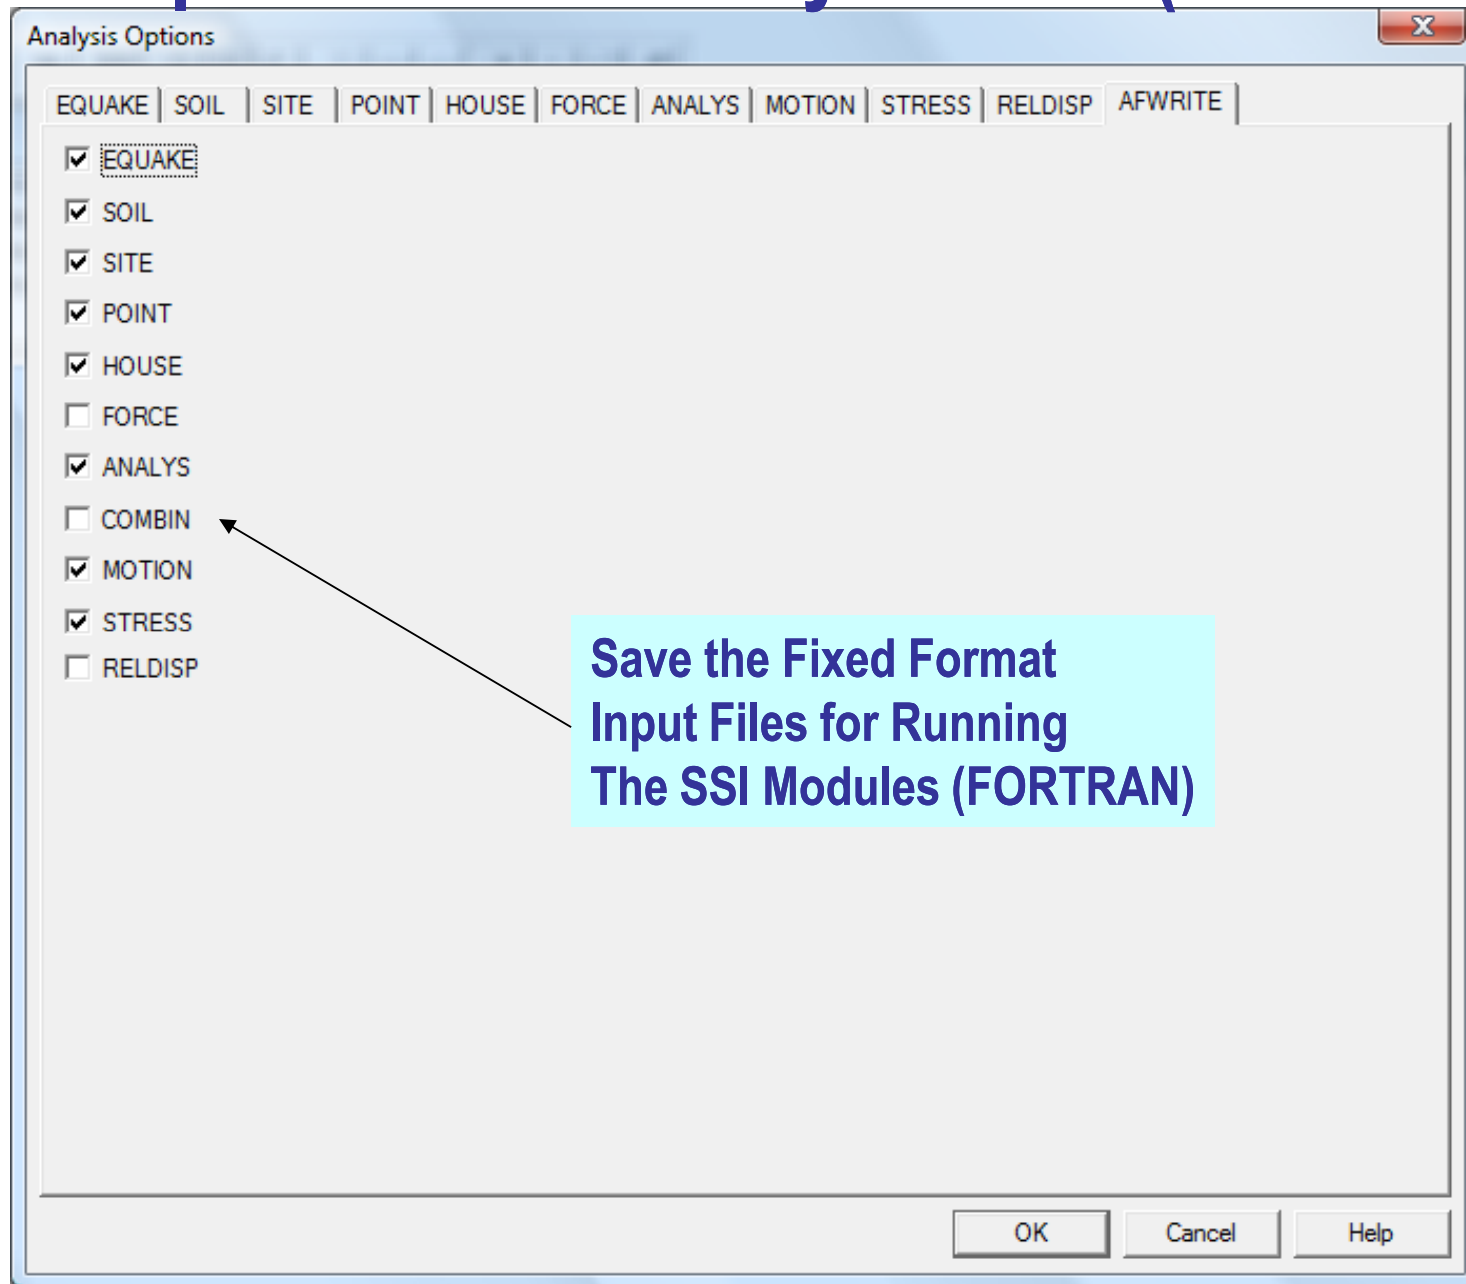 Analysis Options
EQUAKE SOIL SITE POINT HOUSE FORCE ANALYS MOTION STRESS RELDISP AFWRITE
EQUAKE
SOIL
SITE
POINT
HOUSE
FORCE
ANALYS
COMBIN
MOTION
STRESS
RELDISP
Save the Fixed Format
Input Files for Running
The SSI Modules (FORTRAN)
OK Cancel Help